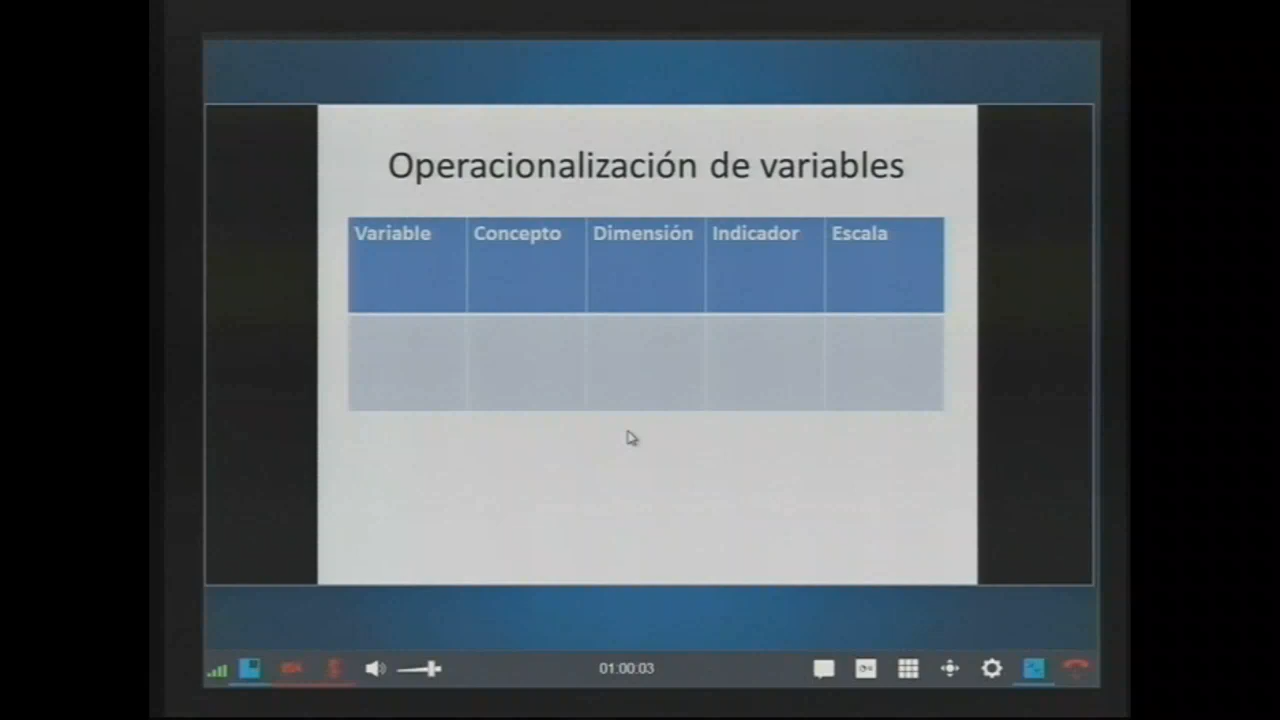 Operacionalización de variables
Variable Concepto Dimensión Indicador Escala
01:00:03